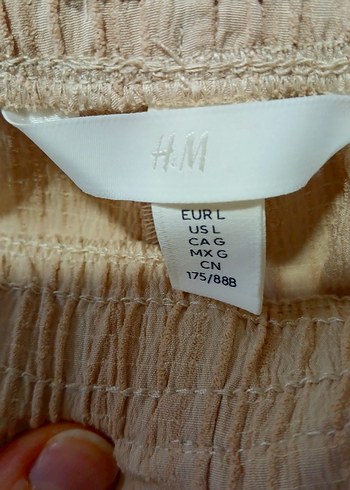 H&M
EUR L
US L
CA G
MX G
CN
175/88B